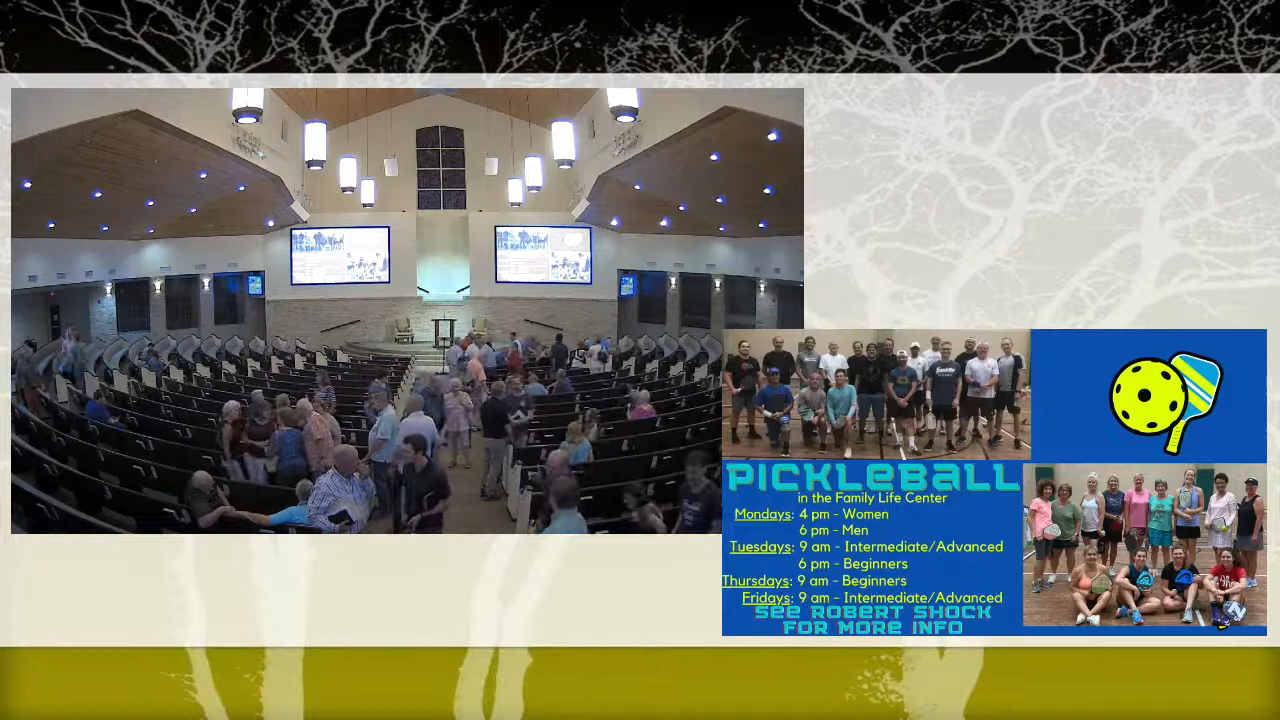 PICKLEBALL
in the Family Life Center
Mondays: 4 pm - Women
6 pm - Men
Tuesdays: 9 am - Intermediate/Advanced
6 pm - Beginners
Thursdays: 9 am - Beginners
Fridays: 9 am - Intermediate/Advanced
SEE ROBERT SHOCK
FOR MORE INFO